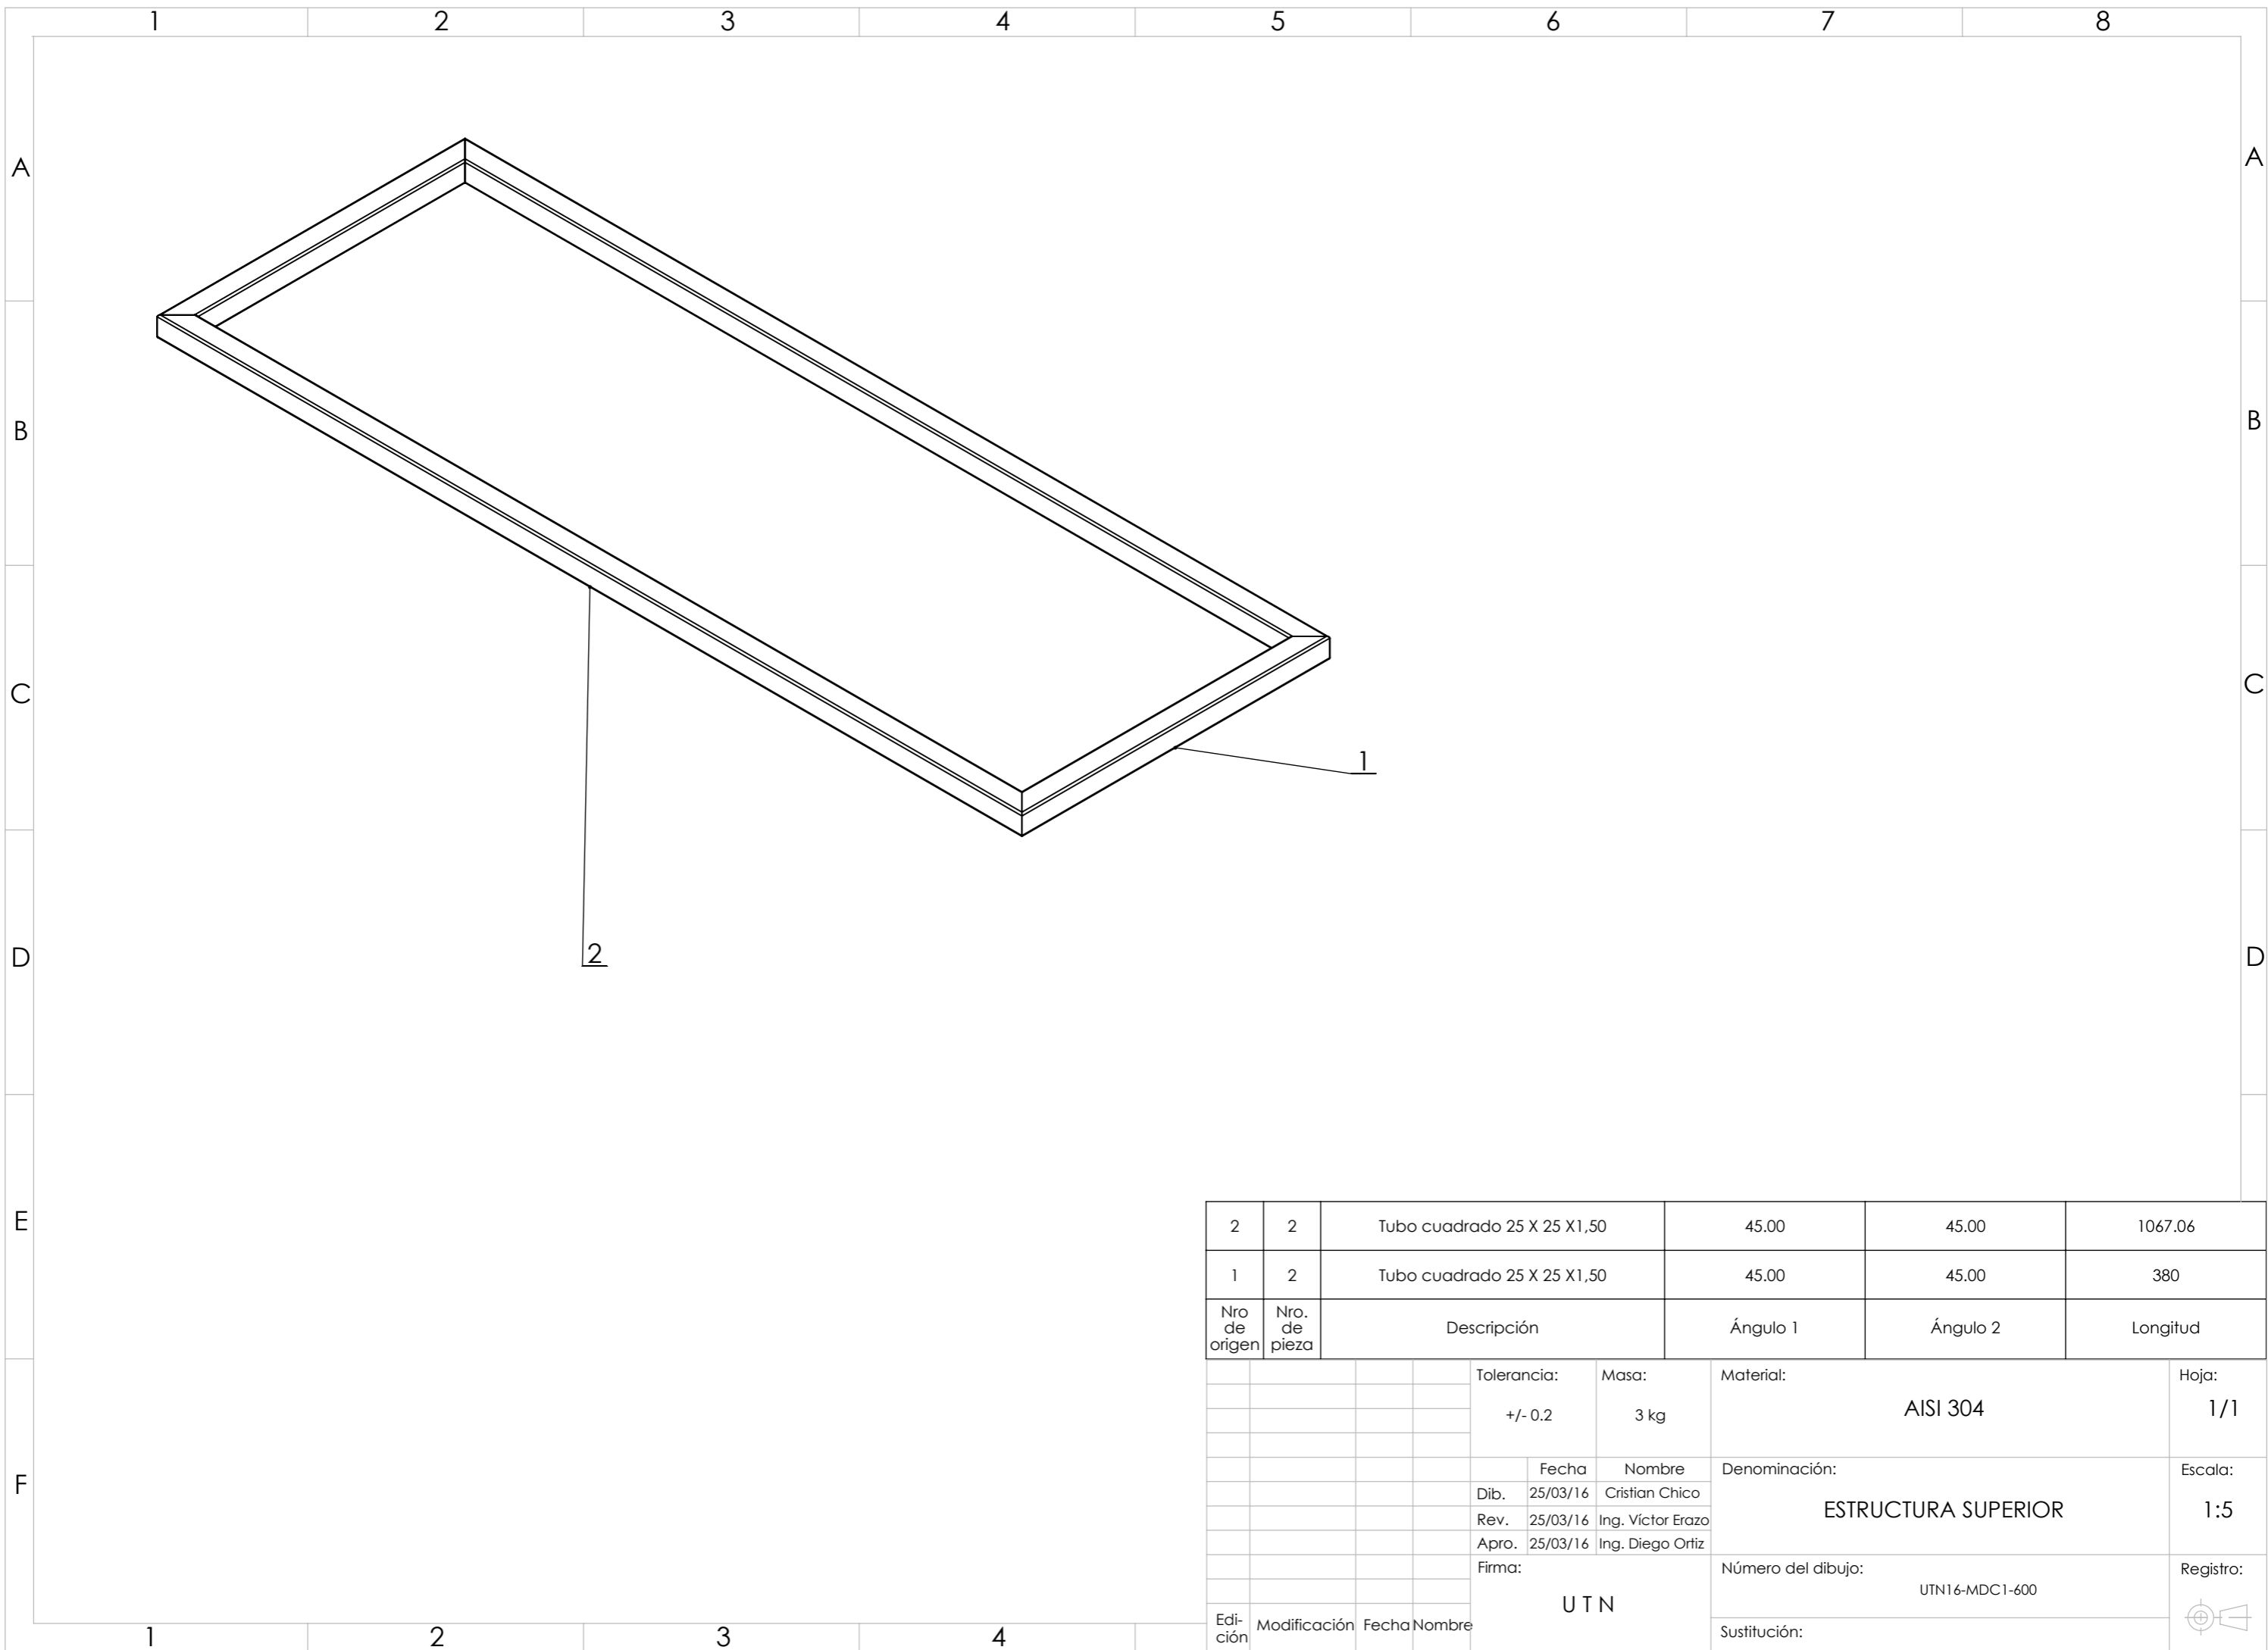 1 2 3 4 5 6 7 8
A A
B B
C C
1
D D
2
E
2 2 Tubo cuadrado 25 X 25 X1,50 45.00 45.00 1067.06
1 2 Tubo cuadrado 25 X 25 X1,50 45.00 45.00 380
Nro de origen Nro. de pieza Descripción Ángulo 1 Ángulo 2 Longitud
F
Tolerancia: Masa: Material: Hoja:
+/- 0.2 3 kg AISI 304 1/1
Fecha Nombre Denominación: Escala:
Dib. 25/03/16 Cristian Chico
Rev. 25/03/16 Ing. Víctor Erazo ESTRUCTURA SUPERIOR 1:5
Apro. 25/03/16 Ing. Diego Ortiz
Firma: Número del dibujo: Registro:
U T N UTN16-MDC1-600
Edi-
ción Modificación Fecha Nombre Sustitución:
1 2 3 4